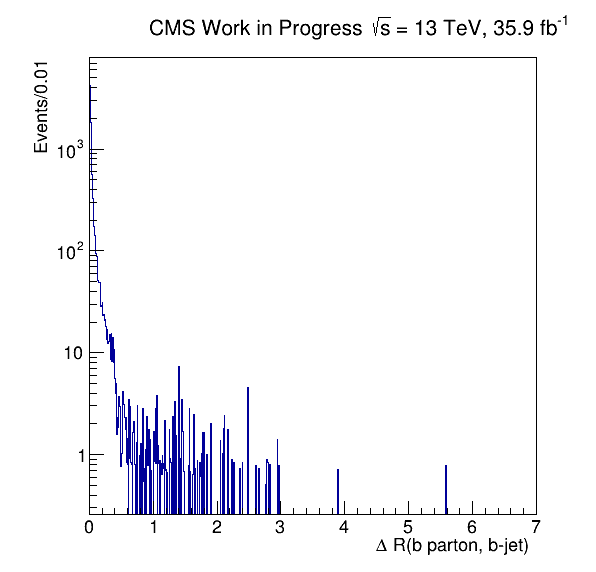 CMS Work in Progress √s = 13 TeV, 35.9 fb⁻¹
Events/0.01
10³
10²
10
1
0 1 2 3 4 5 6 7
Δ R(b parton, b-jet)